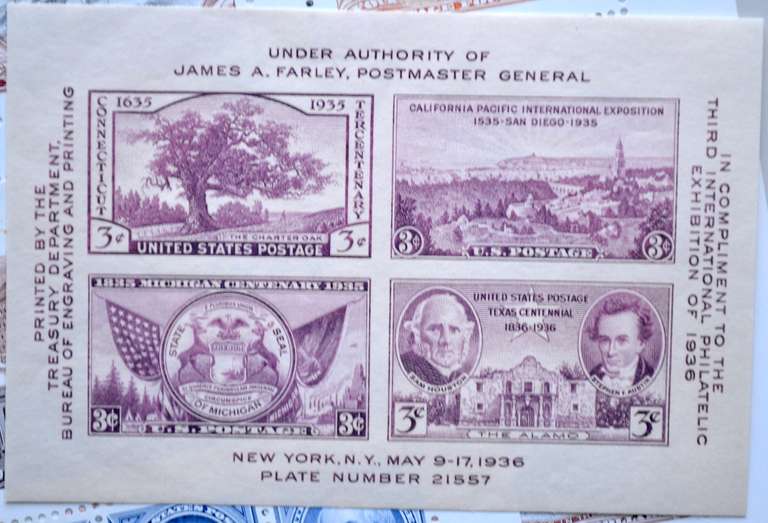 UNDER AUTHORITY OF
JAMES A. FARLEY, POSTMASTER GENERAL
PRINTED BY THE
TREASURY DEPARTMENT,
BUREAU OF ENGRAVING AND PRINTING
1635 1935
CONNECTICUT
TERCENTENARY
THE CHARTER OAK
3¢ 3¢
UNITED STATES POSTAGE
CALIFORNIA PACIFIC INTERNATIONAL EXPOSITION
1535-SAN DIEGO-1935
3¢ U.S. POSTAGE 3¢
1835 MICHIGAN CENTENARY 1935
STATE SEAL
OF MICHIGAN
3¢ U.S. POSTAGE 3¢
UNITED STATES POSTAGE
TEXAS CENTENNIAL
1836-1936
SAM HOUSTON
STEPHEN F. AUSTIN
3¢ 3¢
THE ALAMO
IN COMPLIMENT TO THE
THIRD INTERNATIONAL PHILATELIC
EXHIBITION OF 1936
NEW YORK, N.Y., MAY 9-17, 1936
PLATE NUMBER 21557